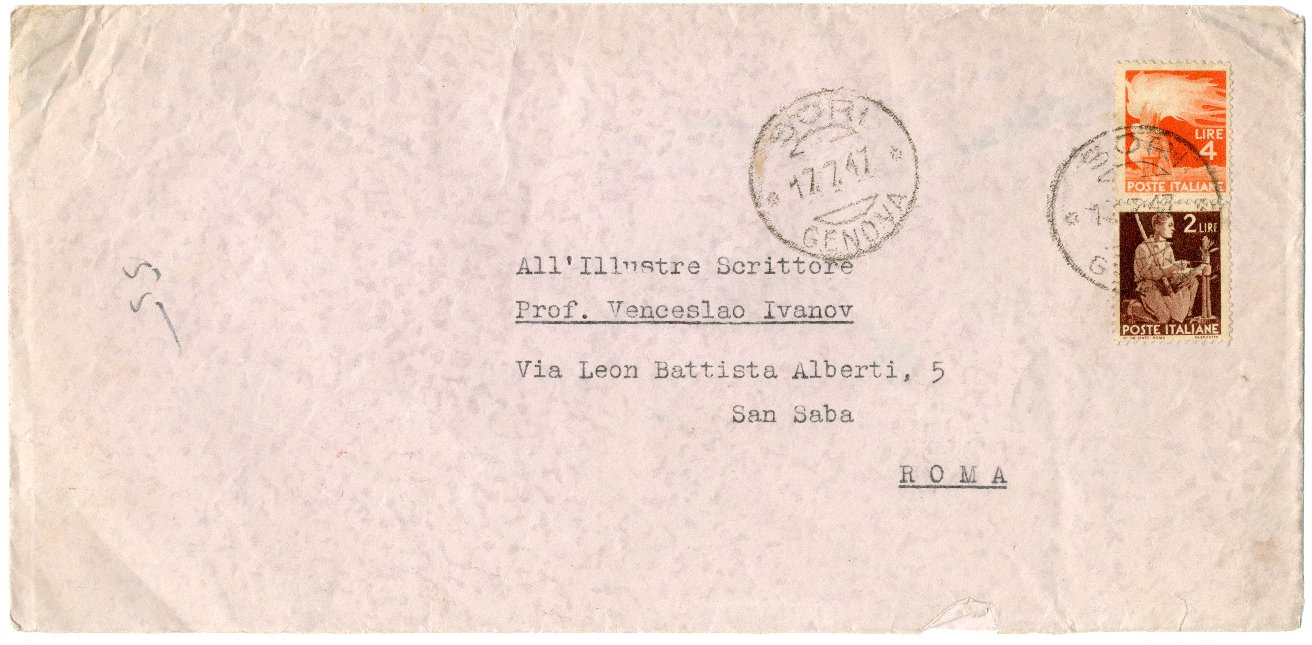 SORI
17.7.47
GENOVA
LIRE
4
POSTE ITALIANE
SORI
2 LIRE
POSTE ITALIANE
All'Illustre Scrittore
Prof. Venceslao Ivanov
Via Leon Battista Alberti, 5
San Saba
ROMA